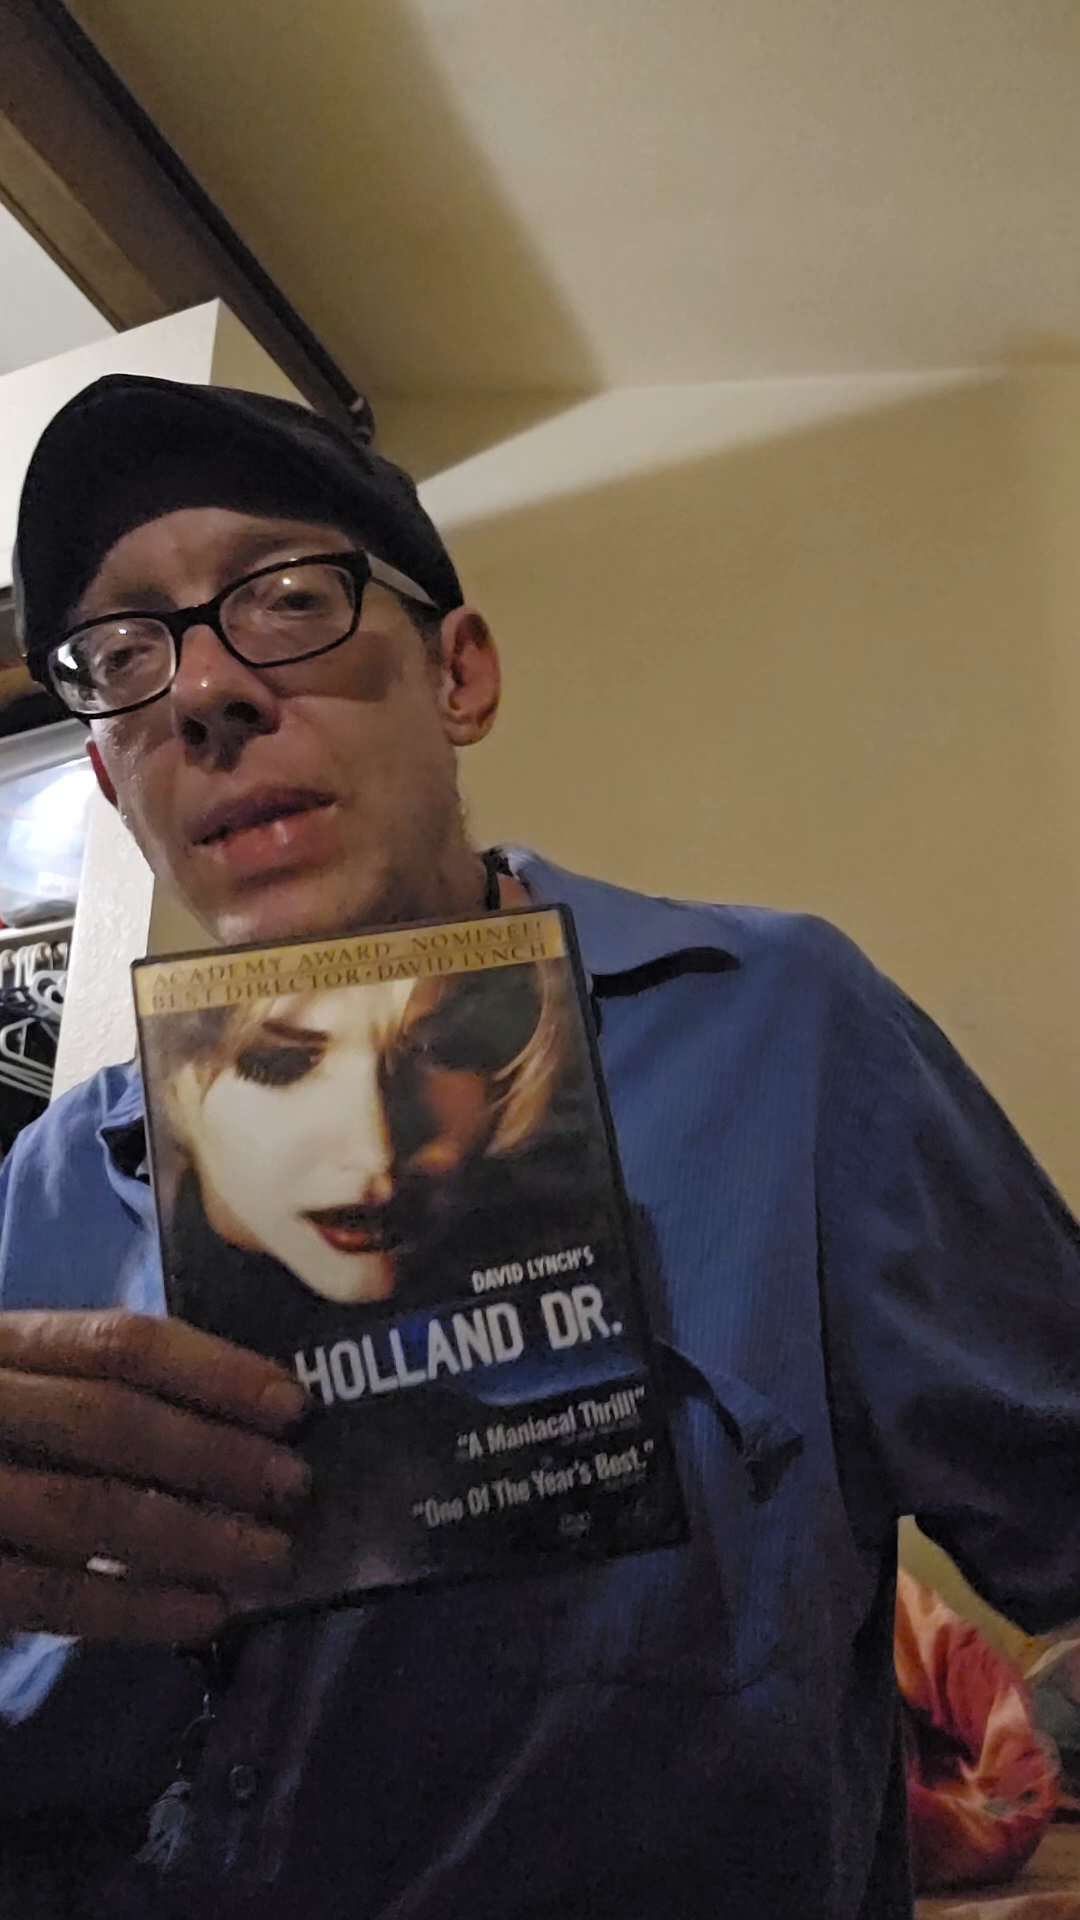 ACADEMY AWARD NOMINEE!
BEST DIRECTOR • DAVID LYNCH
DAVID LYNCH'S
HOLLAND DR.
"A Maniacal Thrill!"
"One Of The Year's Best."